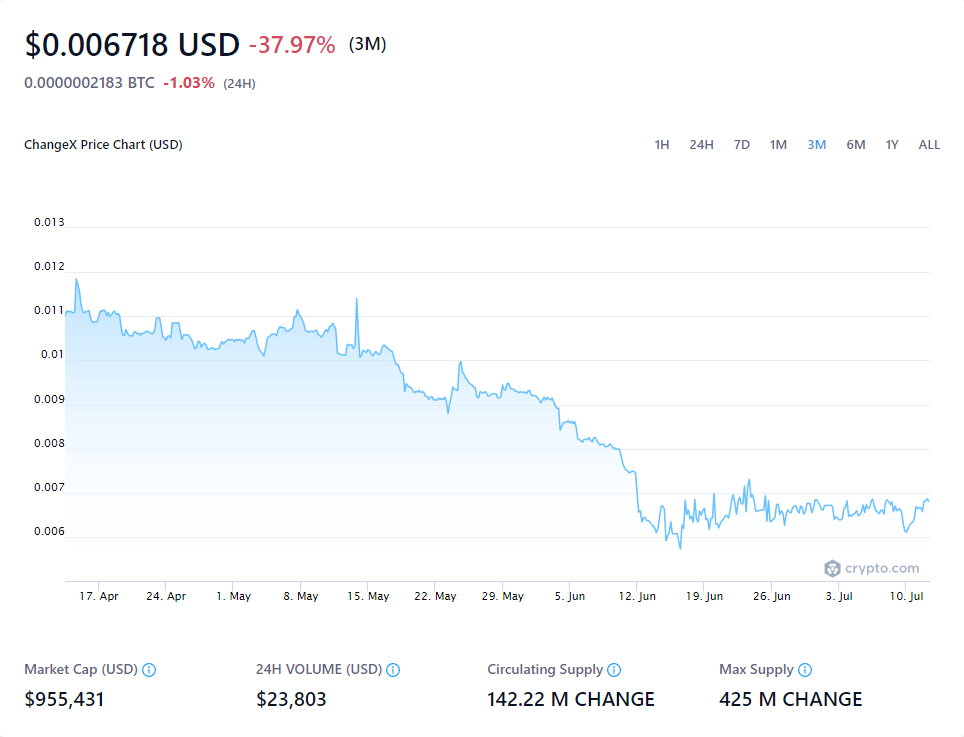 $0.006718 USD -37.97% (3M)
0.0000002183 BTC -1.03% (24H)
ChangeX Price Chart (USD) 1H 24H 7D 1M 3M 6M 1Y ALL
0.013
0.012
0.011
0.01
0.009
0.008
0.007
0.006
crypto.com
17. Apr 24. Apr 1. May 8. May 15. May 22. May 29. May 5. Jun 12. Jun 19. Jun 26. Jun 3. Jul 10. Jul
Market Cap (USD) 24H VOLUME (USD) Circulating Supply Max Supply
$955,431 $23,803 142.22 M CHANGE 425 M CHANGE